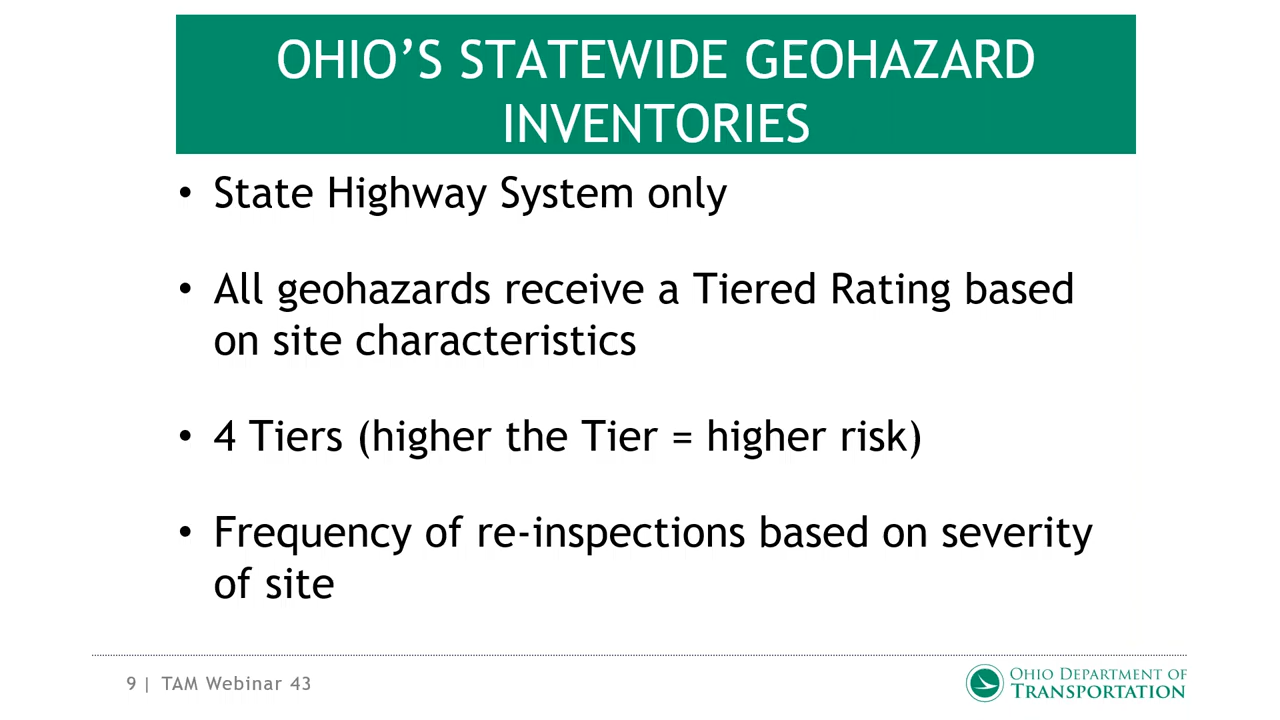 OHIO’S STATEWIDE GEOHAZARD
INVENTORIES
• State Highway System only
• All geohazards receive a Tiered Rating based
on site characteristics
• 4 Tiers (higher the Tier = higher risk)
• Frequency of re-inspections based on severity
of site
9 | TAM Webinar 43
OHIO DEPARTMENT OF
TRANSPORTATION